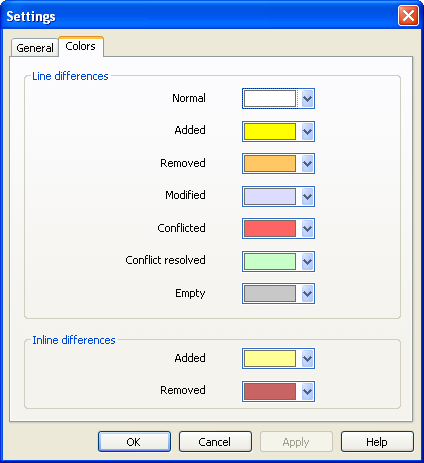 Settings
General Colors
Line differences
Normal
Added
Removed
Modified
Conflicted
Conflict resolved
Empty
Inline differences
Added
Removed
OK Cancel Apply Help